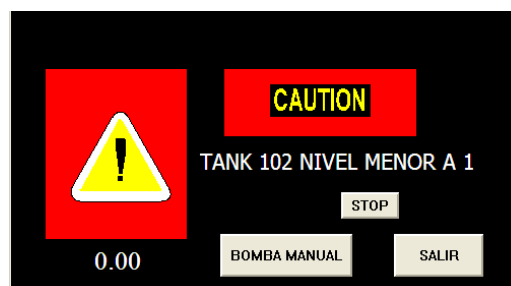 CAUTION
!
TANK 102 NIVEL MENOR A 1
STOP
0.00
BOMBA MANUAL
SALIR